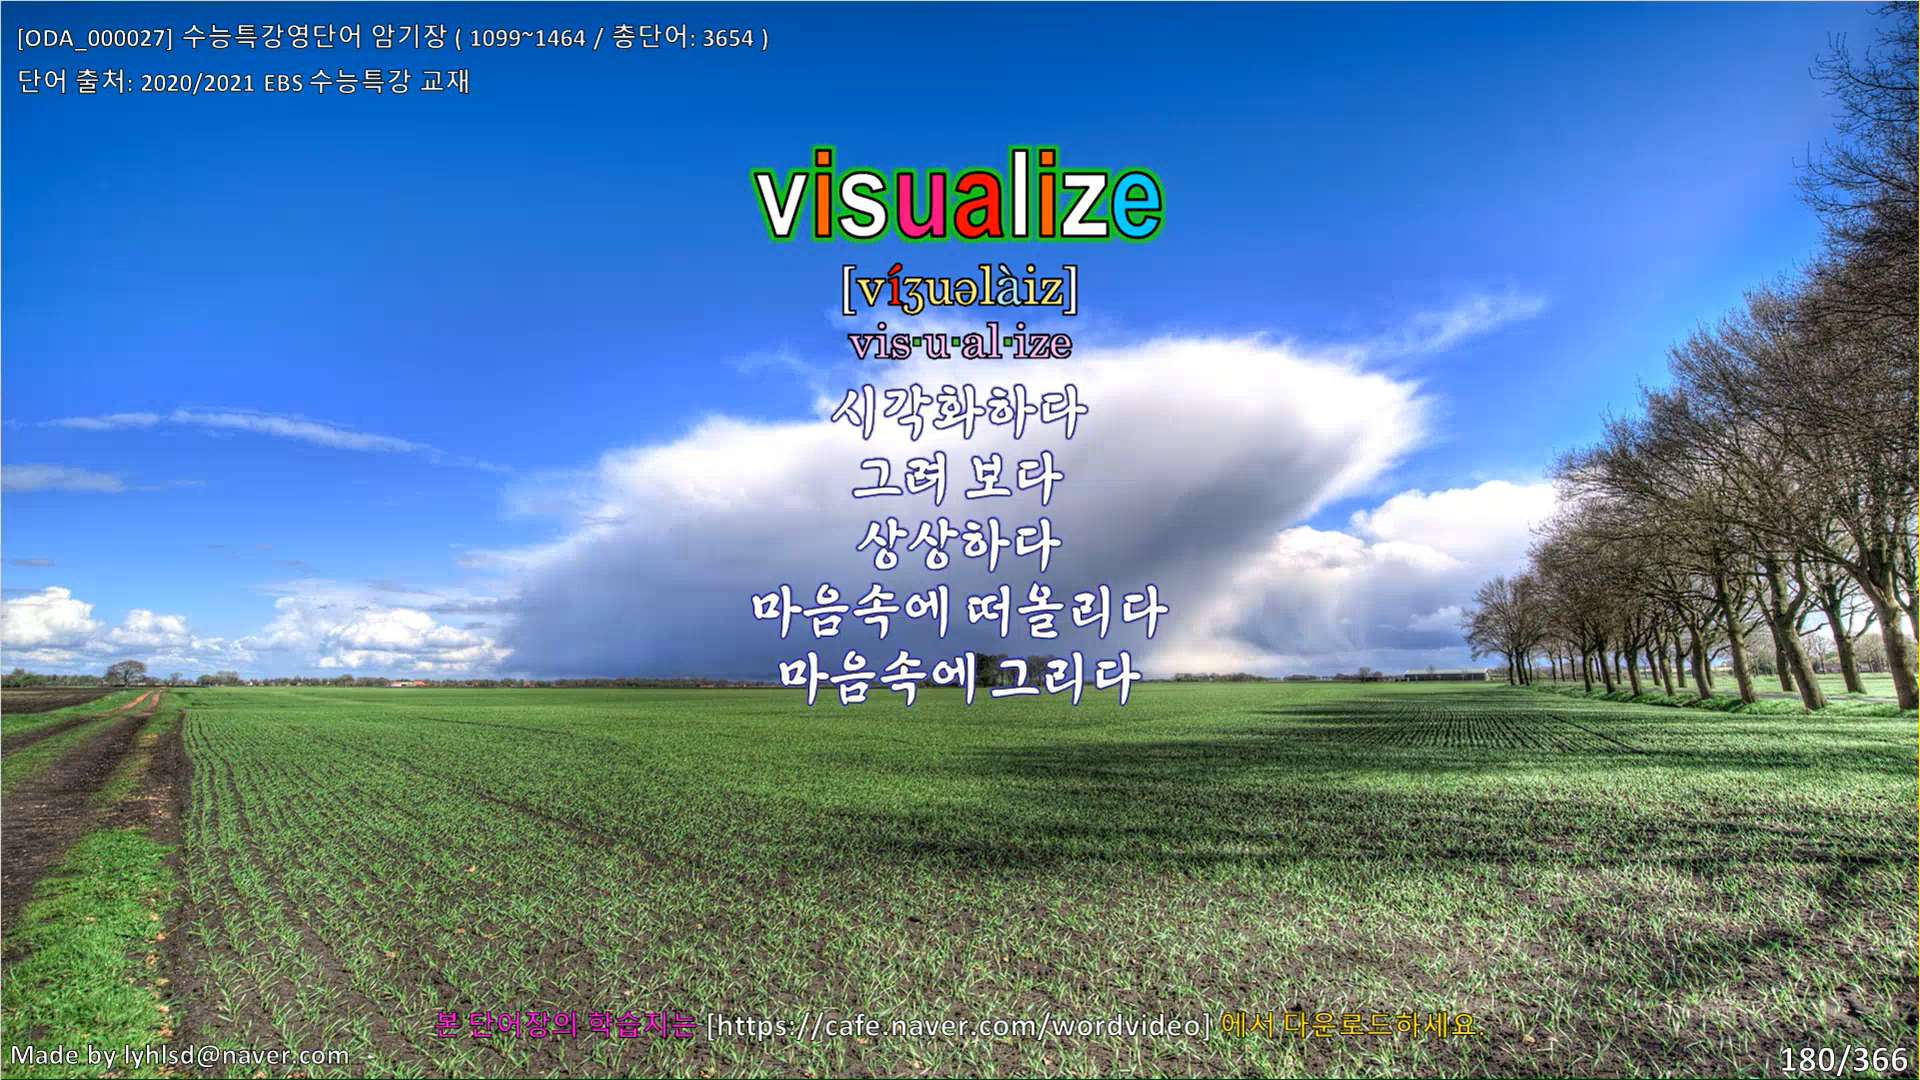 [ODA_000027] 수능특강영단어 암기장 ( 1099~1464 / 총단어: 3654 )
단어 출처: 2020/2021 EBS 수능특강 교재
visualize
[víʒuəlàiz]
vis·u·al·ize
시각화하다
그려 보다
상상하다
마음속에 떠올리다
마음속에 그리다
본 단어장의 학습지는 [https://cafe.naver.com/wordvideo] 에서 다운로드하세요.
Made by lyhlsd@naver.com
180/366